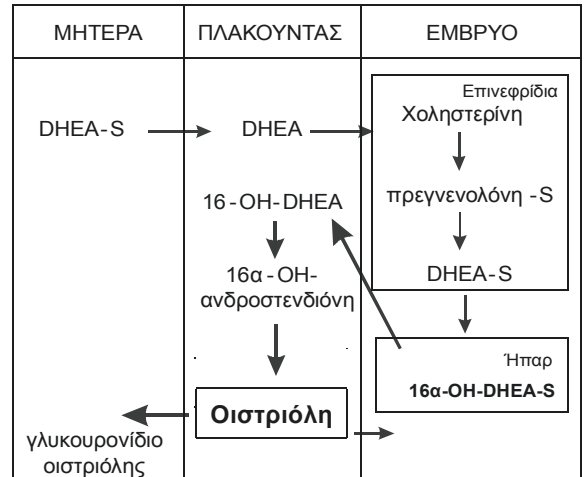 ΜΗΤΕΡΑ
ΠΛΑΚΟΥΝΤΑΣ
ΕΜΒΡΥΟ
Επινεφρίδια
Χοληστερίνη
DHEA-S
DHEA
πρεγνενολόνη -S
16 -OH-DHEA
DHEA-S
16α -OH-
ανδροστενδιόνη
Ήπαρ
16α-OH-DHEA-S
Οιστριόλη
γλυκουρονίδιο
οιστριόλης